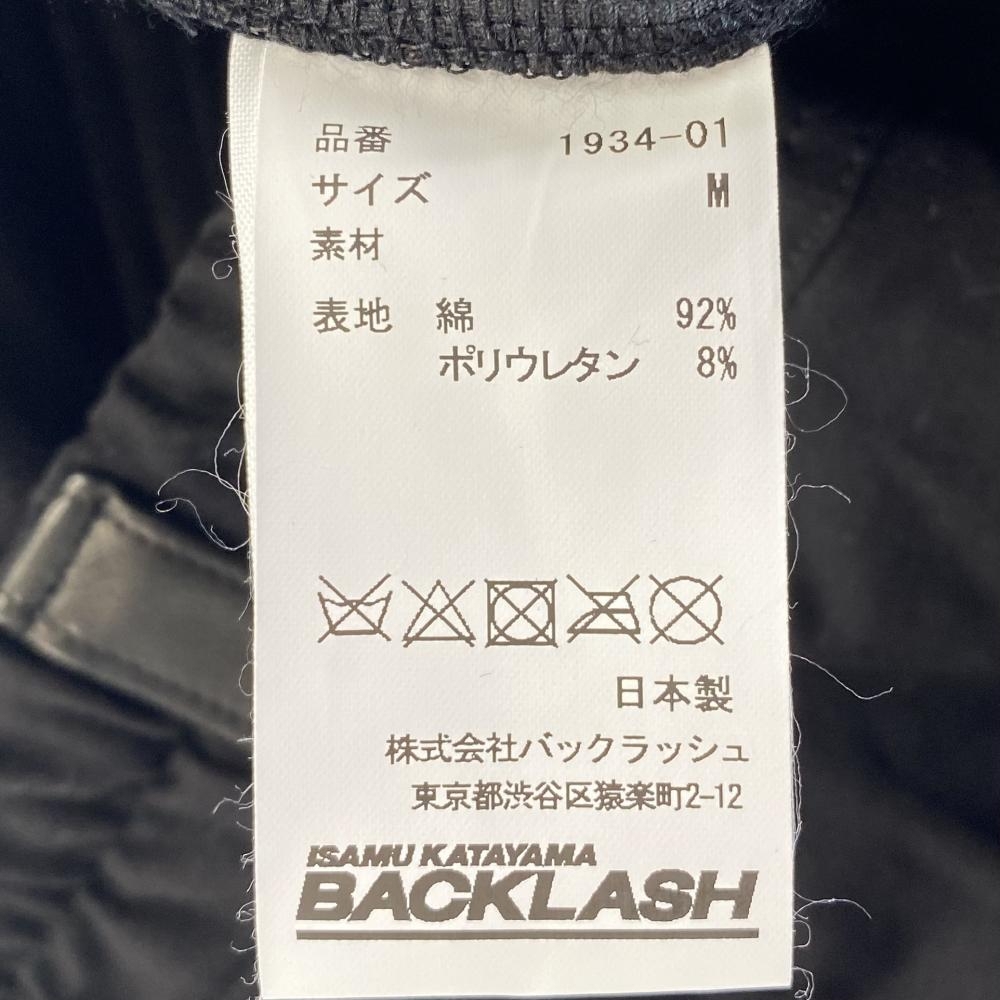 品番 1934-01
サイズ M
素材
表地 綿 92%
ポリウレタン 8%
日本製
株式会社バックラッシュ
東京都渋谷区猿楽町2-12
ISAMU KATAYAMA
BACKLASH